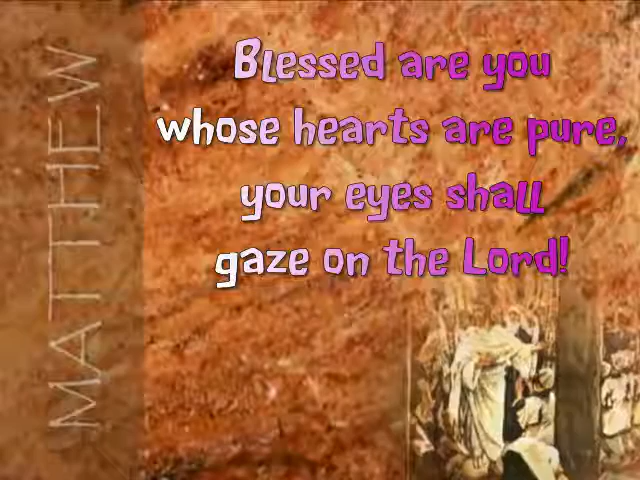 MATTHEW
Blessed are you
whose hearts are pure,
your eyes shall
gaze on the Lord!